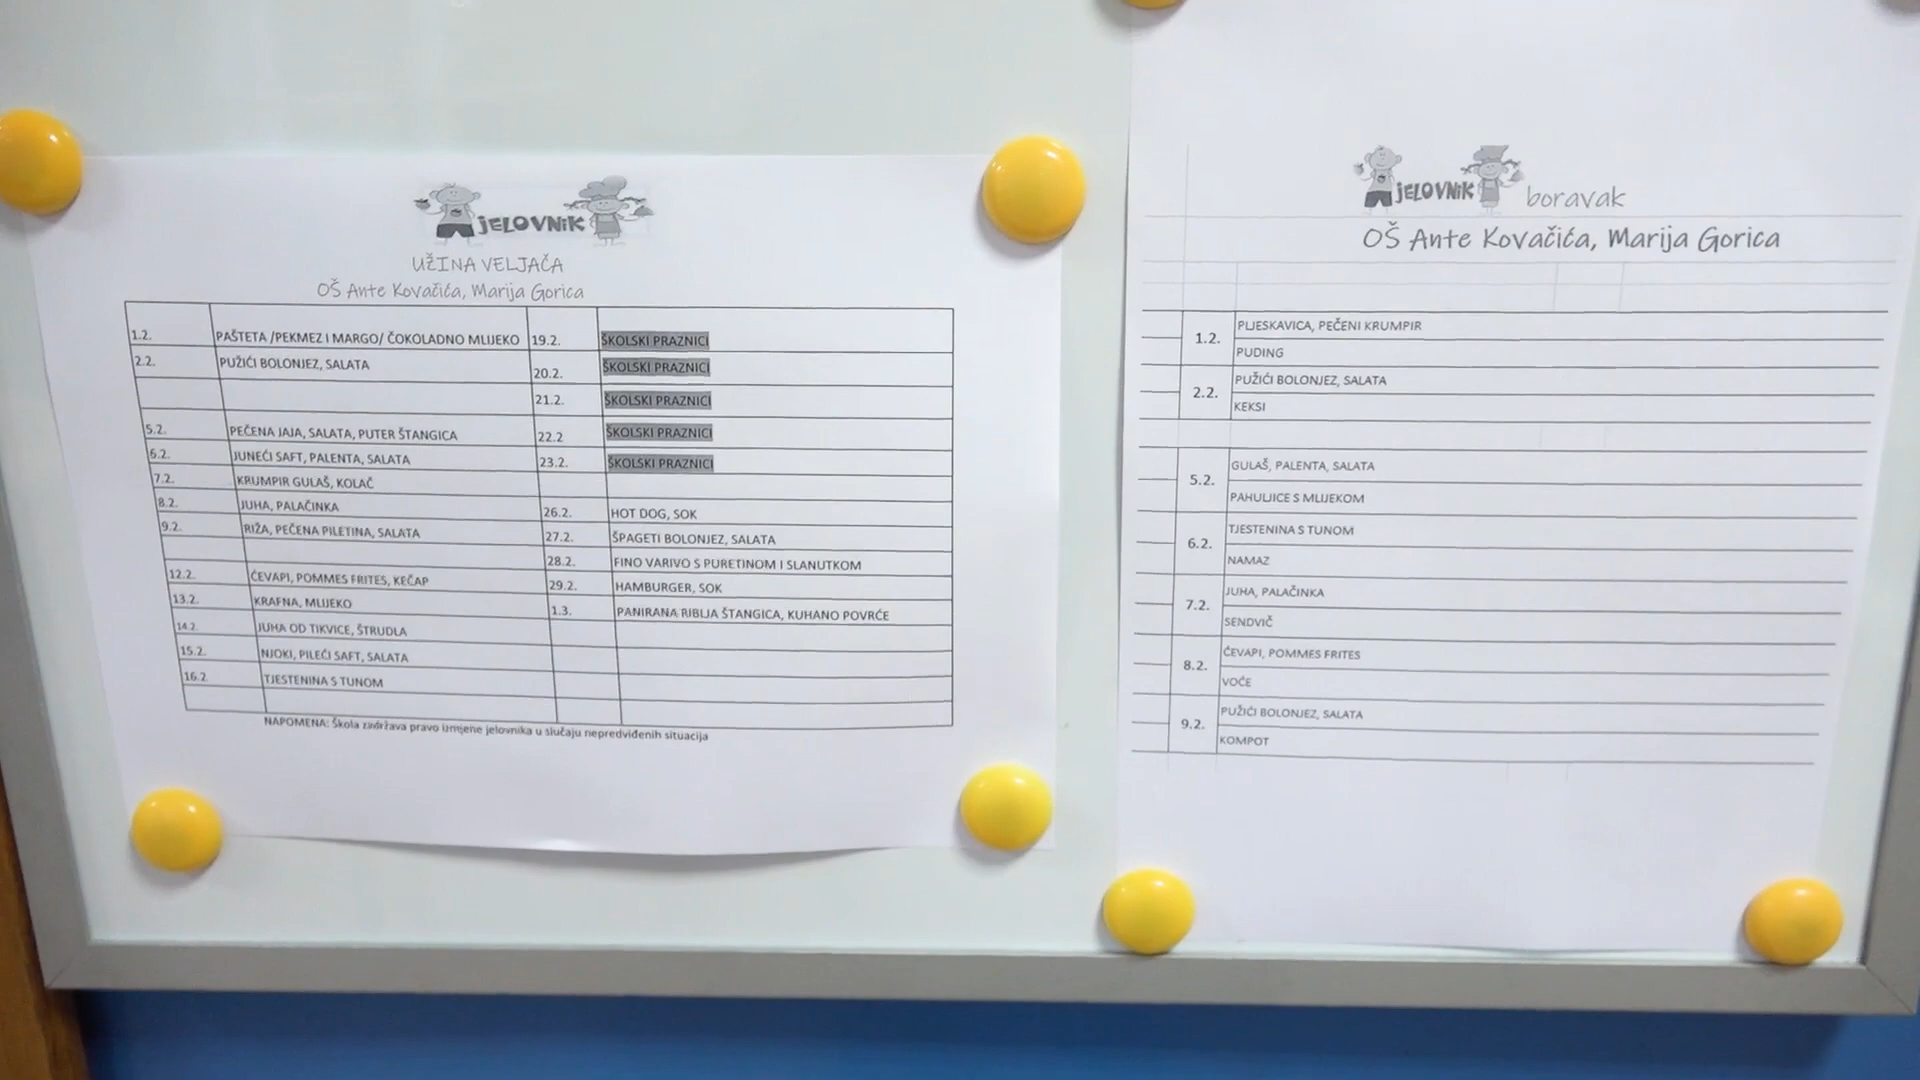 JELOVNIK
UŽINA VELJAČA
OŠ Ante Kovačića, Marija Gorica
1.2. PAŠTETA /PEKMEZ I MARGO/ ČOKOLADNO MLIJEKO 19.2. ŠKOLSKI PRAZNICI
2.2. PUŽIĆI BOLONJEZ, SALATA 20.2. ŠKOLSKI PRAZNICI
21.2. ŠKOLSKI PRAZNICI
5.2. PEČENA JAJA, SALATA, PUTER ŠTANGICA 22.2 ŠKOLSKI PRAZNICI
6.2. JUNEĆI SAFT, PALENTA, SALATA 23.2. ŠKOLSKI PRAZNICI
7.2. KRUMPIR GULAŠ, KOLAČ
8.2. JUHA, PALAČINKA 26.2. HOT DOG, SOK
9.2. RIŽA, PEČENA PILETINA, SALATA 27.2. ŠPAGETI BOLONJEZ, SALATA
28.2. FINO VARIVO S PURETINOM I SLANUTKOM
12.2. ĆEVAPI, POMMES FRITES, KEČAP 29.2. HAMBURGER, SOK
13.2. KRAFNA, MLIJEKO 1.3. PANIRANA RIBLJA ŠTANGICA, KUHANO POVRĆE
14.2. JUHA OD TIKVICE, ŠTRUDLA
15.2. NJOKI, PILEĆI SAFT, SALATA
16.2. TJESTENINA S TUNOM
NAPOMENA: Škola zadržava pravo izmjene jelovnika u slučaju nepredviđenih situacija
JELOVNIK boravak
OŠ Ante Kovačića, Marija Gorica
1.2. PLJESKAVICA, PEČENI KRUMPIR
PUDING
2.2. PUŽIĆI BOLONJEZ, SALATA
KEKSI
5.2. GULAŠ, PALENTA, SALATA
PAHULJICE S MLIJEKOM
6.2. TJESTENINA S TUNOM
NAMAZ
7.2. JUHA, PALAČINKA
SENDVIČ
8.2. ĆEVAPI, POMMES FRITES
VOĆE
9.2. PUŽIĆI BOLONJEZ, SALATA
KOMPOT